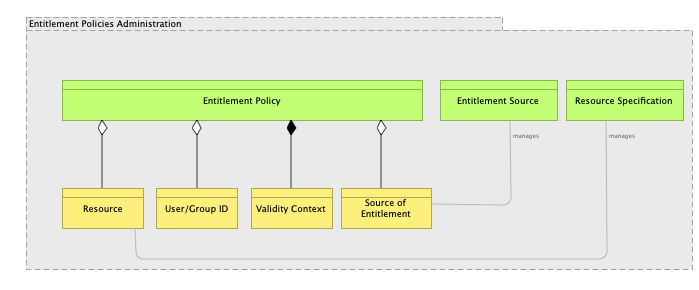 Entitlement Policies Administration
Entitlement Policy
Entitlement Source
Resource Specification
manages
manages
Resource
User/Group ID
Validity Context
Source of
Entitlement